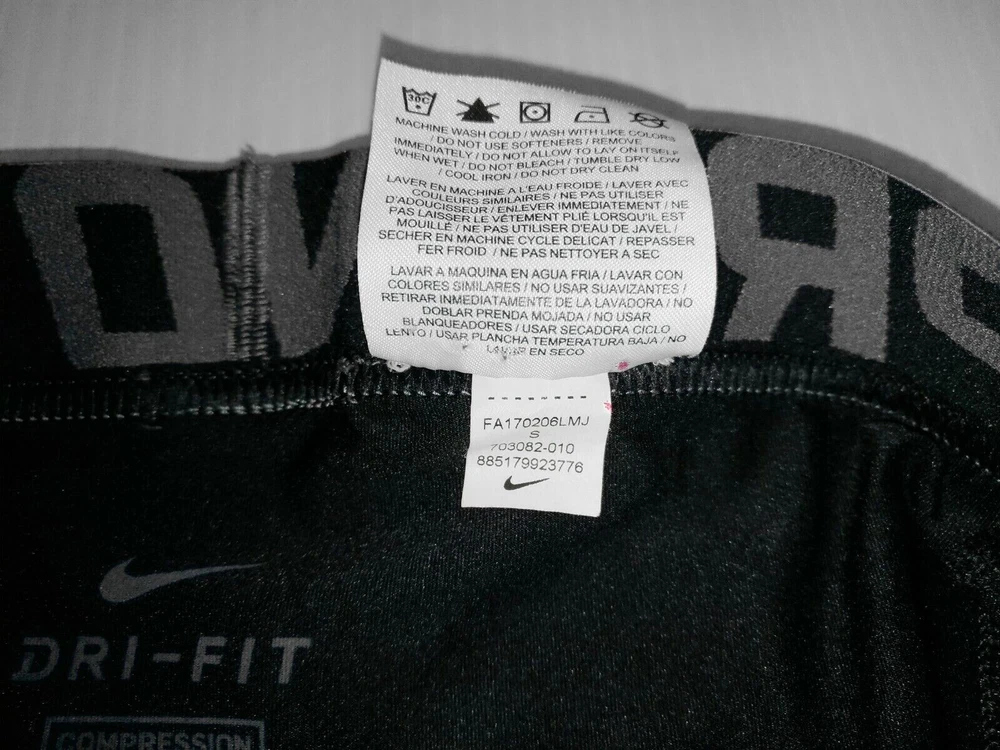 30C
MACHINE WASH COLD / WASH WITH LIKE COLORS
/ DO NOT USE SOFTENERS / REMOVE
IMMEDIATELY / DO NOT ALLOW TO LAY ON ITSELF
WHEN WET / DO NOT BLEACH / TUMBLE DRY LOW
/ COOL IRON / DO NOT DRY CLEAN
LAVER EN MACHINE A L'EAU FROIDE / LAVER AVEC
COULEURS SIMILAIRES / NE PAS UTILISER
D'ADOUCISSEUR / ENLEVER IMMEDIATEMENT / NE
PAS LAISSER LE VÊTEMENT PLIÉ LORSQU'IL EST
MOUILLÉ / NE PAS UTILISER D'EAU DE JAVEL /
SECHER EN MACHINE CYCLE DELICAT / REPASSER
FER FROID / NE PAS NETTOYER A SEC
LAVAR A MAQUINA EN AGUA FRIA / LAVAR CON
COLORES SIMILARES / NO USAR SUAVIZANTES /
RETIRAR INMEDIATAMENTE DE LA LAVADORA / NO
DOBLAR PRENDA MOJADA / NO USAR
BLANQUEADORES / USAR SECADORA CICLO
LENTO / USAR PLANCHA TEMPERATURA BAJA / NO
LAVAR EN SECO
FA170206LMJ
S
703082-010
885179923776
DRI-FIT
COMPRESSION